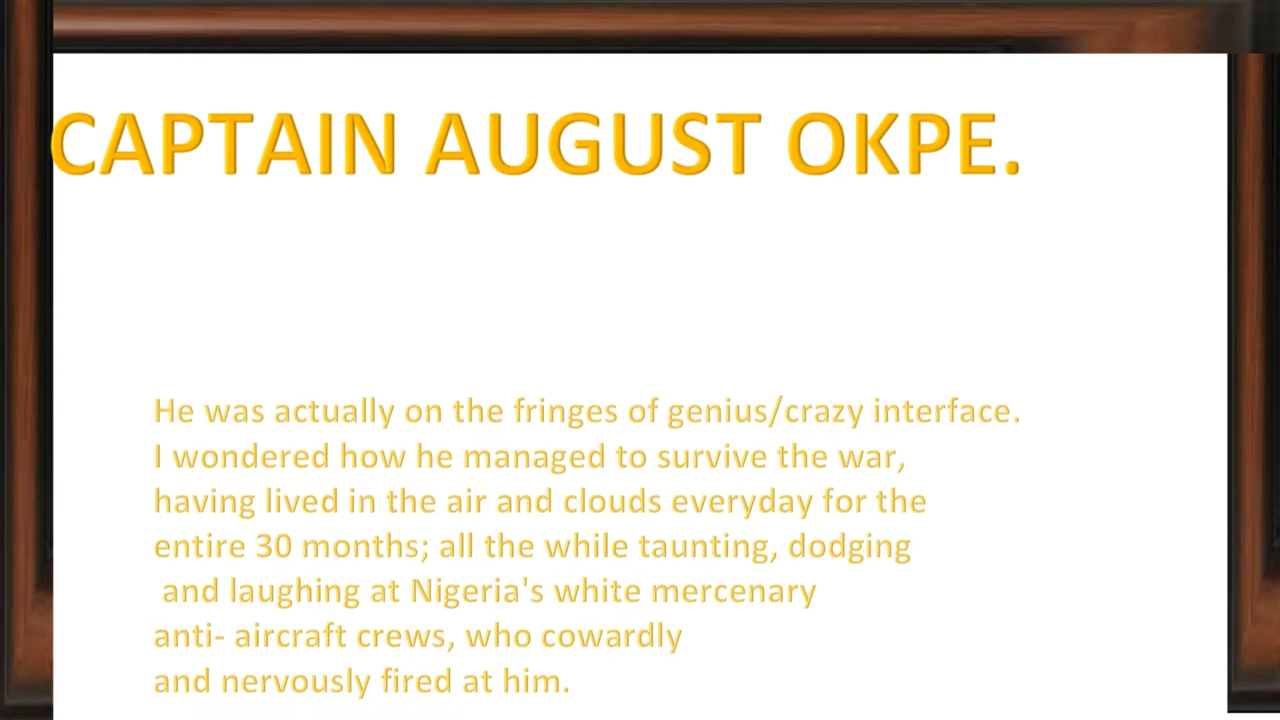 CAPTAIN AUGUST OKPE.
He was actually on the fringes of genius/crazy interface.
I wondered how he managed to survive the war,
having lived in the air and clouds everyday for the
entire 30 months; all the while taunting, dodging
and laughing at Nigeria's white mercenary
anti- aircraft crews, who cowardly
and nervously fired at him.